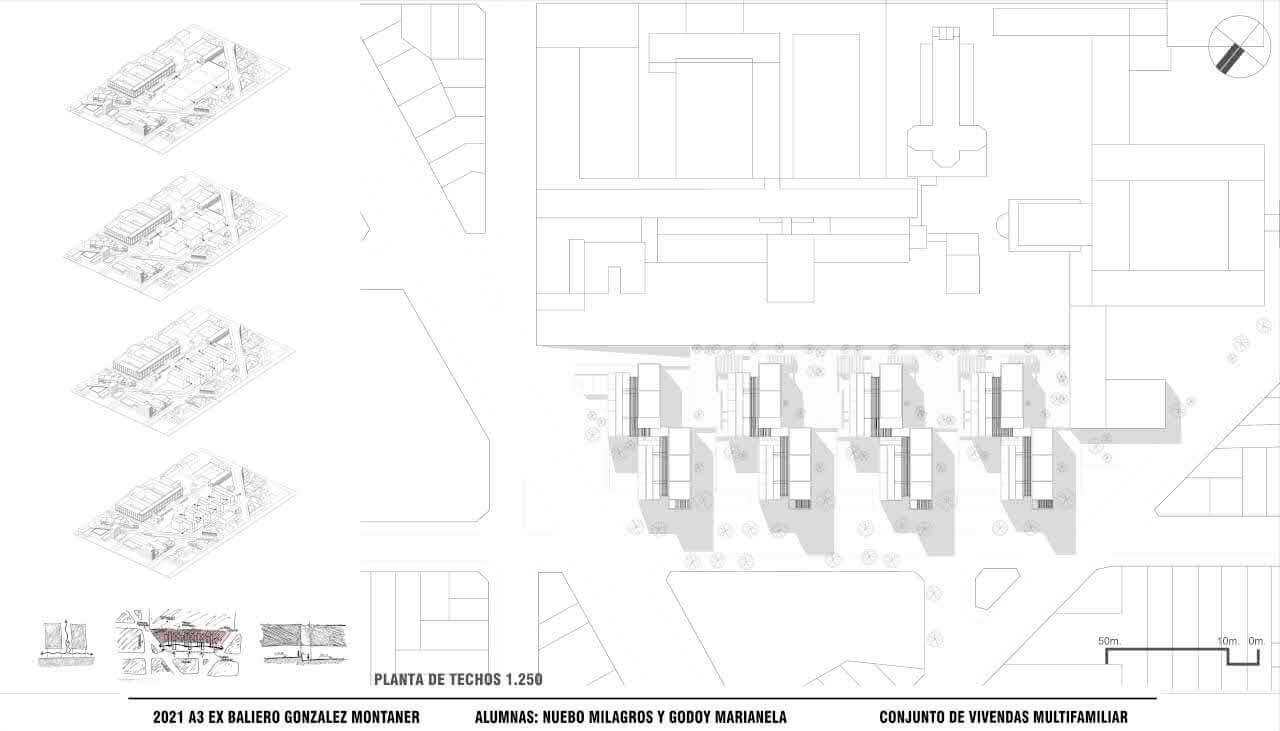 50m. 10m. 0m.
PLANTA DE TECHOS 1.250
2021 A3 EX BALIERO GONZALEZ MONTANER ALUMNAS: NUEBO MILAGROS Y GODOY MARIANELA CONJUNTO DE VIVENDAS MULTIFAMILIAR